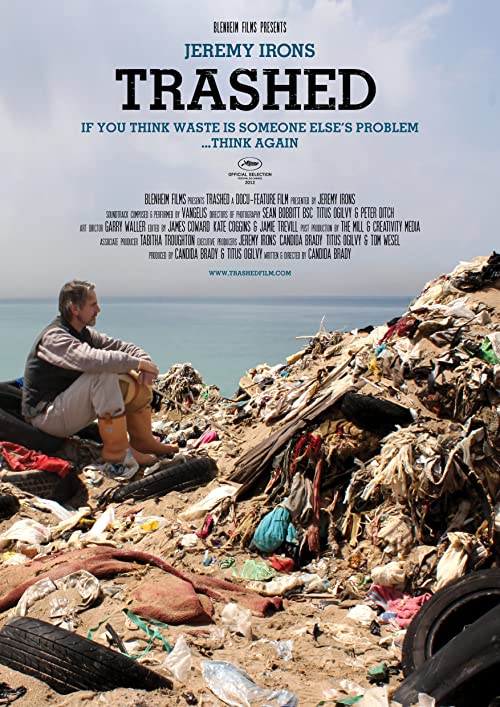 BLENHEIM FILMS PRESENTS
JEREMY IRONS
TRASHED
IF YOU THINK WASTE IS SOMEONE ELSE'S PROBLEM
...THINK AGAIN
OFFICIAL SELECTION
FESTIVAL DE CANNES
2012
BLENHEIM FILMS PRESENTS TRASHED A DOCU-FEATURE FILM PRESENTED BY JEREMY IRONS
SOUNDTRACK COMPOSED & PERFORMED BY VANGELIS DIRECTORS OF PHOTOGRAPHY SEAN BOBBITT BSC TITUS OGILVY & PETER DITCH
ART DIRECTOR GARRY WALLER EDITED BY JAMES COWARD KATE COGGINS & JAMIE TREVILL POST PRODUCTION BY THE MILL & CREATIVITY MEDIA
ASSOCIATE PRODUCER TABITHA TROUGHTON EXECUTIVE PRODUCERS JEREMY IRONS CANDIDA BRADY TITUS OGILVY & TOM WESEL
PRODUCED BY CANDIDA BRADY & TITUS OGILVY WRITTEN & DIRECTED BY CANDIDA BRADY
WWW.TRASHEDFILM.COM